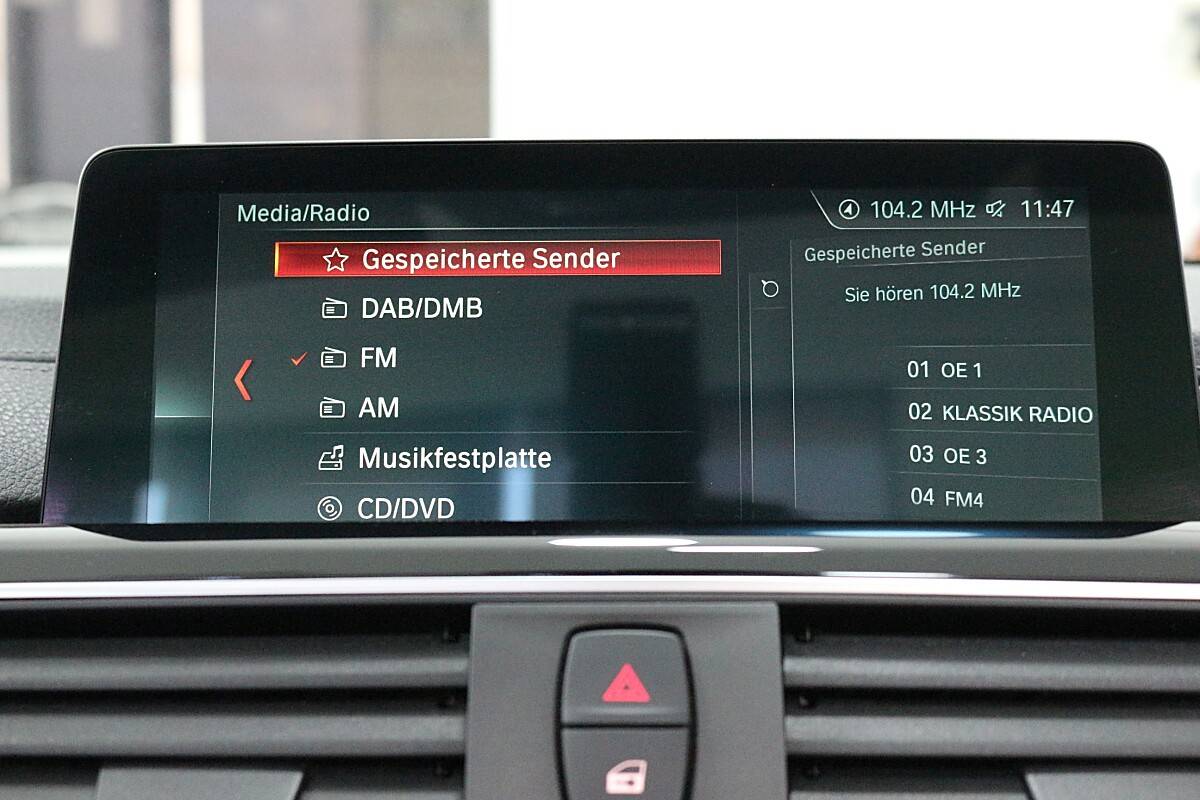 Media/Radio
104.2 MHz 11:47
Gespeicherte Sender
DAB/DMB
FM
AM
Musikfestplatte
CD/DVD
Gespeicherte Sender
Sie hören 104.2 MHz
01 OE 1
02 KLASSIK RADIO
03 OE 3
04 FM4